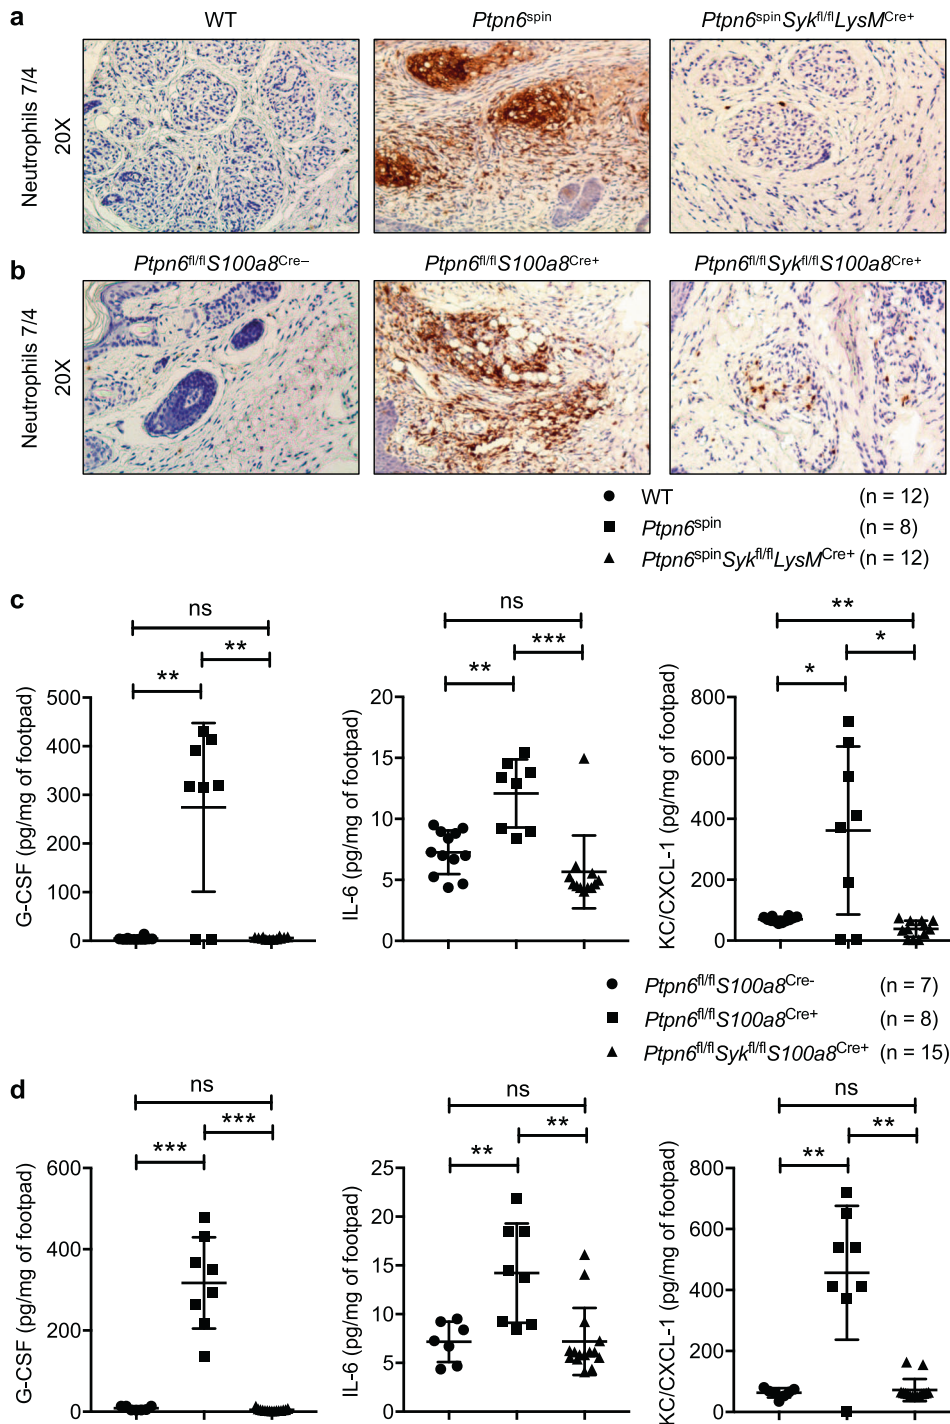 a
WT
Ptpn6spin
Ptpn6spinSykfl/flLysMCre+
Neutrophils 7/4
20X
b
Ptpn6fl/flS100a8Cre–
Ptpn6fl/flS100a8Cre+
Ptpn6fl/flSykfl/flS100a8Cre+
Neutrophils 7/4
20X
WT (n = 12)
Ptpn6spin (n = 8)
Ptpn6spinSykfl/flLysMCre+ (n = 12)
c
ns
**
**
G-CSF (pg/mg of footpad)
500
400
300
200
100
0
ns
***
**
IL-6 (pg/mg of footpad)
20
15
10
5
0
**
*
*
KC/CXCL-1 (pg/mg of footpad)
800
600
400
200
0
Ptpn6fl/flS100a8Cre- (n = 7)
Ptpn6fl/flS100a8Cre+ (n = 8)
Ptpn6fl/flSykfl/flS100a8Cre+ (n = 15)
d
ns
***
***
G-CSF (pg/mg of footpad)
600
400
200
0
ns
**
**
IL-6 (pg/mg of footpad)
25
20
15
10
5
0
ns
**
**
KC/CXCL-1 (pg/mg of footpad)
800
600
400
200
0